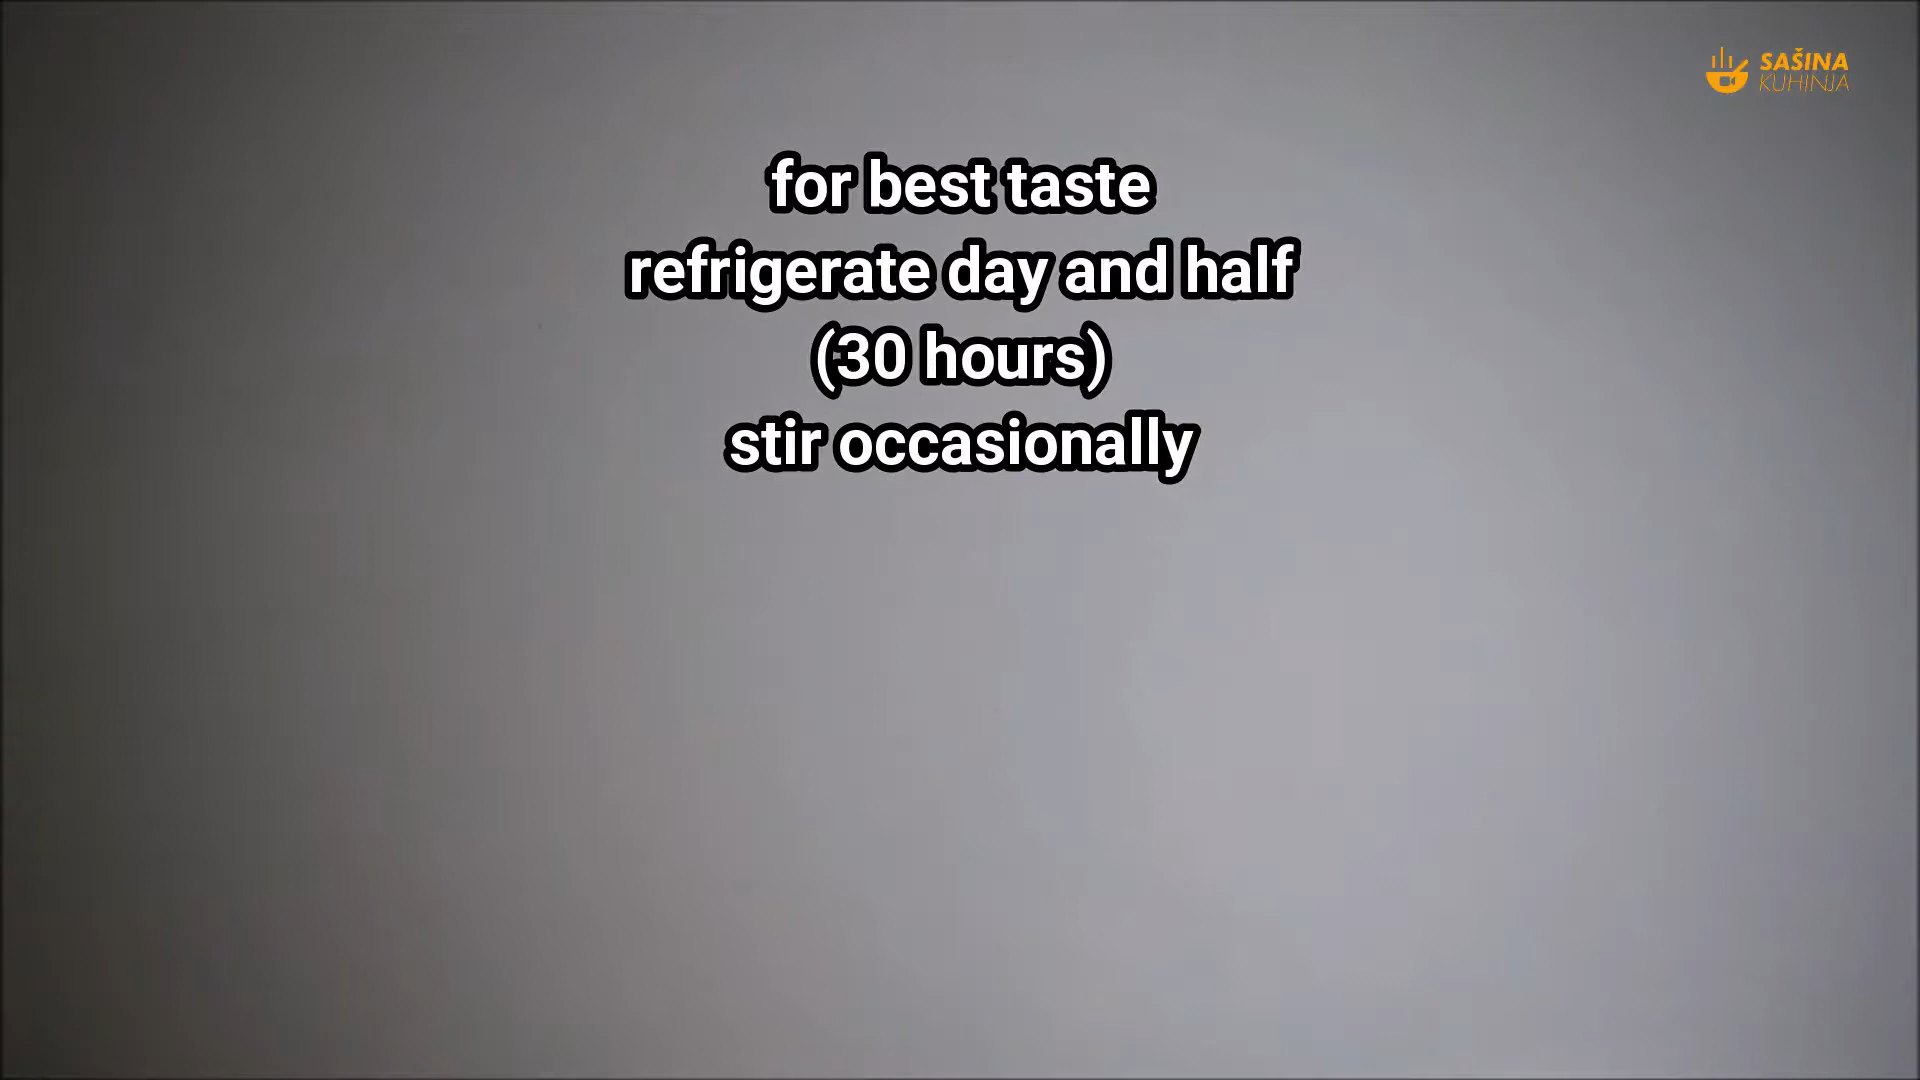 SAŠINA
KUHINJA
for best taste
refrigerate day and half
(30 hours)
stir occasionally